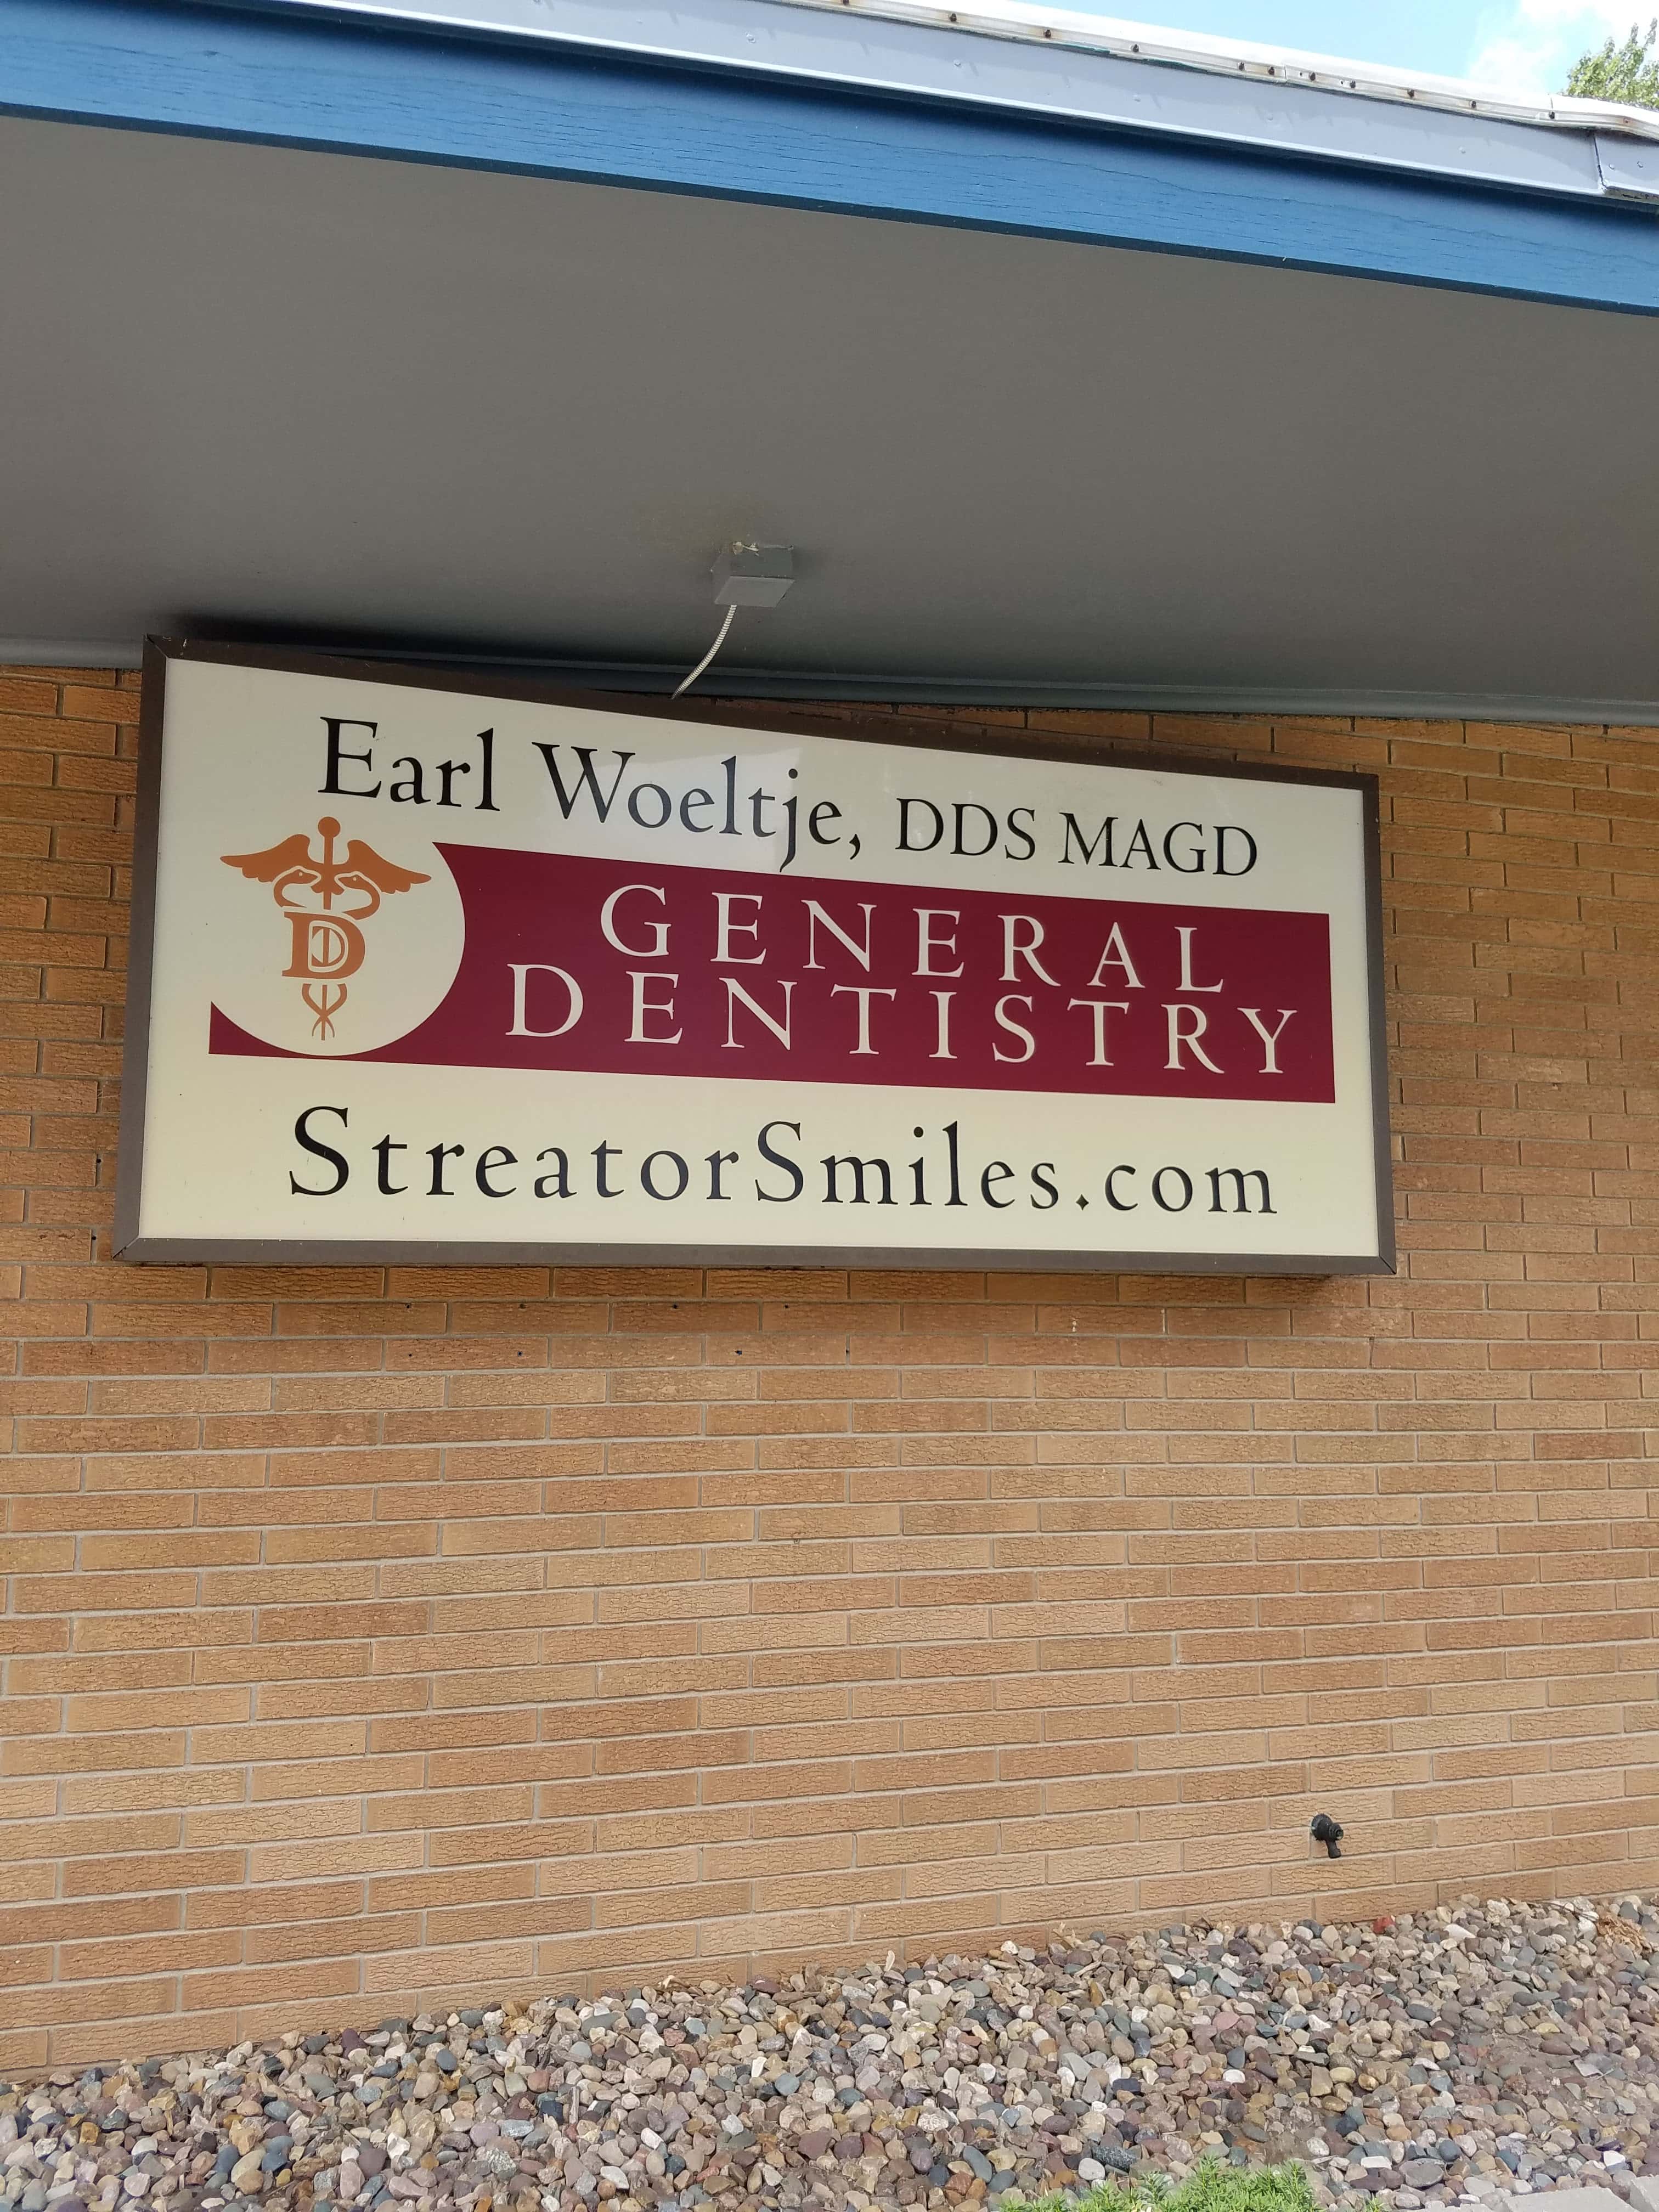 Earl Woeltje, DDS MAGD
D
GENERAL
DENTISTRY
StreatorSmiles.com